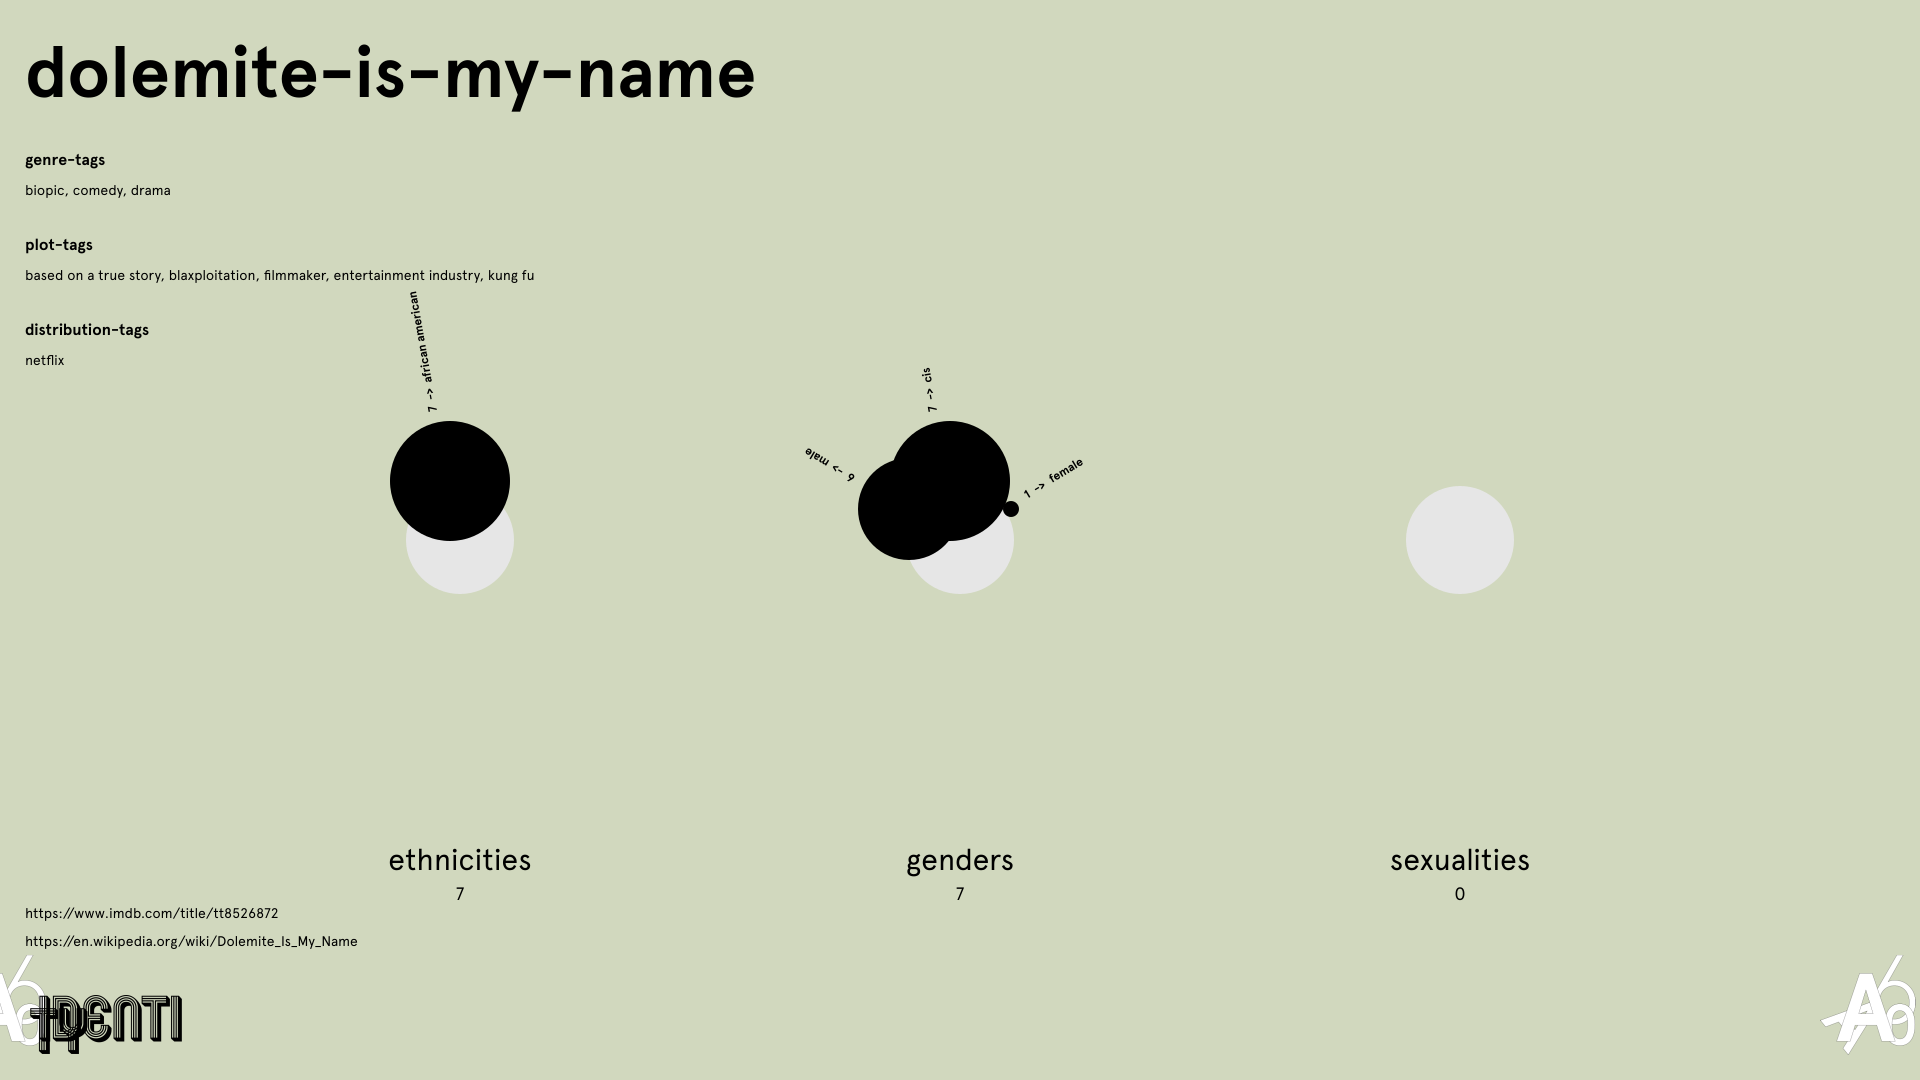 dolemite-is-my-name
genre-tags
biopic, comedy, drama
plot-tags
based on a true story, blaxploitation, filmmaker, entertainment industry, kung fu
distribution-tags
netflix
7 -> african american
7 -> cis
6 -> male
1 -> female
ethnicities
7
genders
7
sexualities
0
https://www.imdb.com/title/tt8526872
https://en.wikipedia.org/wiki/Dolemite_Is_My_Name
IDENTI